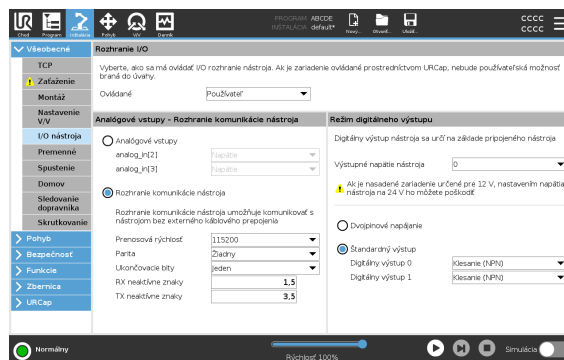 PROGRAM ABCDE
INŠTALÁCIA default*
Chod
Program
Inštalácia
Pohyb
V/V
Denník
Nový...
Otvoriť...
Uložiť...
CCCC
CCCC
Všeobecné
TCP
Zaťaženie
Montáž
Nastavenie V/V
I/O nástroja
Premenné
Spustenie
Domov
Sledovanie dopravníka
Skrutkovanie
Pohyb
Bezpečnosť
Funkcie
Zbernica
URCap
Rozhranie I/O
Vyberte, ako sa má ovládať I/O rozhranie nástroja. Ak je zariadenie ovládané prostredníctvom URCap, nebude používateľská možnosť
braná do úvahy.
Ovládané
Používateľ
Analógové vstupy - Rozhranie komunikácie nástroja
Analógové vstupy
analog_in[2] Napätie
analog_in[3] Napätie
Rozhranie komunikácie nástroja
Rozhranie komunikácie nástroja umožňuje komunikovať s
nástrojom bez externého káblového prepojenia
Prenosová rýchlosť 115200
Parita Žiadny
Ukončovacie bity Jeden
RX neaktívne znaky 1,5
TX neaktívne znaky 3,5
Režim digitálneho výstupu
Digitálny výstup nástroja sa určí na základe pripojeného nástroja
Výstupné napätie nástroja 0
Ak je nasadené zariadenie určené pre 12 V, nastavením napätia
nástroja na 24 V ho môžete poškodiť
Dvojpinové napájanie
Štandardný výstup
Digitálny výstup 0 Klesanie (NPN)
Digitálny výstup 1 Klesanie (NPN)
Normálny
Rýchlosť 100%
Simulácia